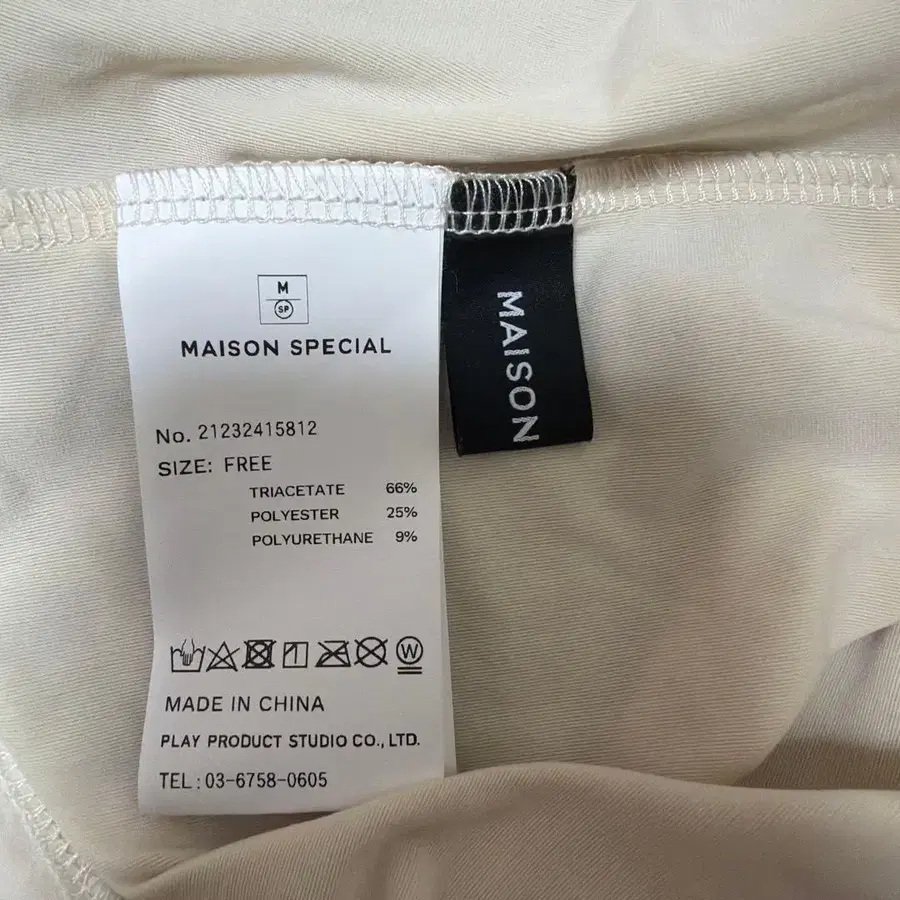 M
SP
MAISON SPECIAL
No. 21232415812
SIZE: FREE
TRIACETATE 66%
POLYESTER 25%
POLYURETHANE 9%
W
MADE IN CHINA
PLAY PRODUCT STUDIO CO., LTD.
TEL : 03-6758-0605
MAISON